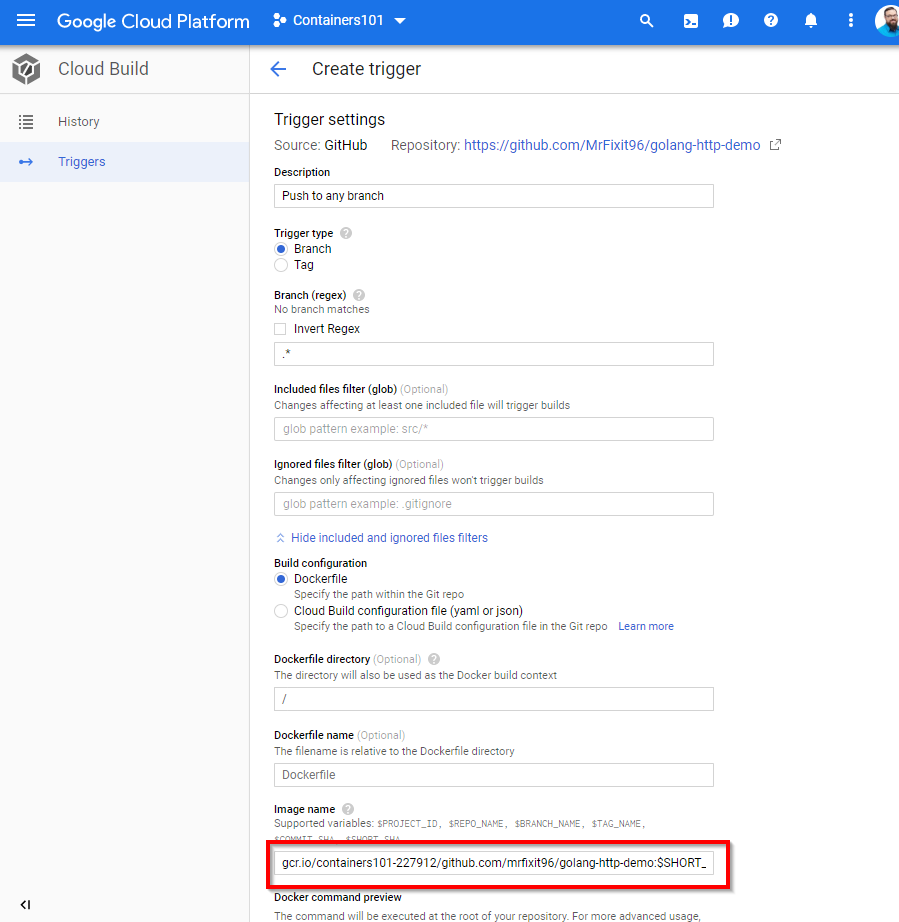 Google Cloud Platform Containers101
Cloud Build
Create trigger
History
Triggers
Trigger settings
Source: GitHub Repository: https://github.com/MrFixit96/golang-http-demo
Description
Push to any branch
Trigger type
Branch
Tag
Branch (regex)
No branch matches
Invert Regex
.*
Included files filter (glob) (Optional)
Changes affecting at least one included file will trigger builds
glob pattern example: src/*
Ignored files filter (glob) (Optional)
Changes only affecting ignored files won't trigger builds
glob pattern example: .gitignore
Hide included and ignored files filters
Build configuration
Dockerfile
Specify the path within the Git repo
Cloud Build configuration file (yaml or json)
Specify the path to a Cloud Build configuration file in the Git repo Learn more
Dockerfile directory (Optional)
The directory will also be used as the Docker build context
/
Dockerfile name (Optional)
The filename is relative to the Dockerfile directory
Dockerfile
Image name
Supported variables: $PROJECT_ID, $REPO_NAME, $BRANCH_NAME, $TAG_NAME,
$COMMIT_SHA, $SHORT_SHA
gcr.io/containers101-227912/github.com/mrfixit96/golang-http-demo:$SHORT_
Docker command preview
The command will be executed at the root of your repository. For more advanced usage,